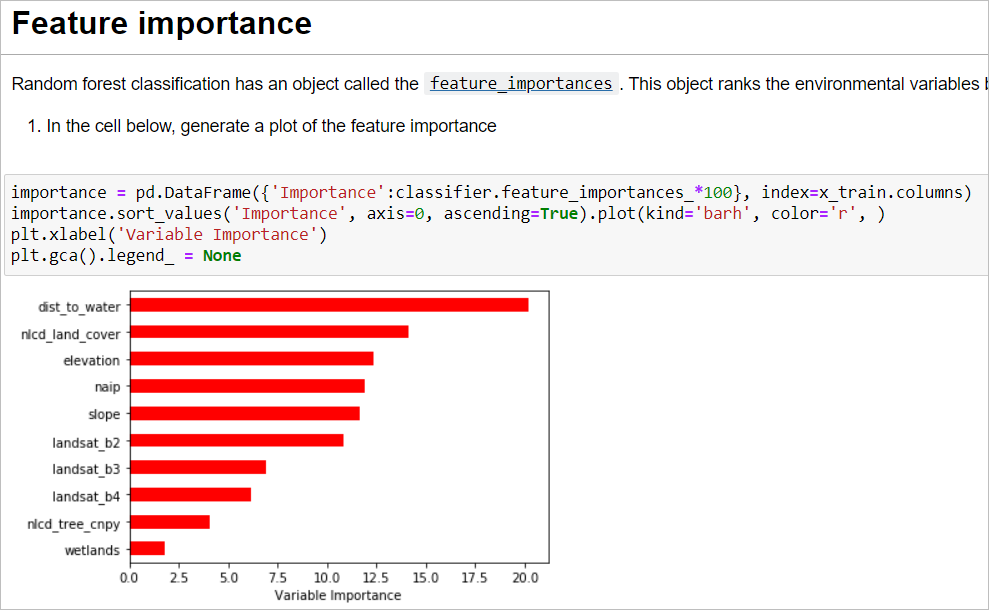 Feature importance
Random forest classification has an object called the feature_importances . This object ranks the environmental variables
1. In the cell below, generate a plot of the feature importance
importance = pd.DataFrame({'Importance':classifier.feature_importances_*100}, index=x_train.columns)
importance.sort_values('Importance', axis=0, ascending=True).plot(kind='barh', color='r', )
plt.xlabel('Variable Importance')
plt.gca().legend_ = None
dist_to_water
nlcd_land_cover
elevation
naip
slope
landsat_b2
landsat_b3
landsat_b4
nlcd_tree_cnpy
wetlands
0.0 2.5 5.0 7.5 10.0 12.5 15.0 17.5 20.0
Variable Importance